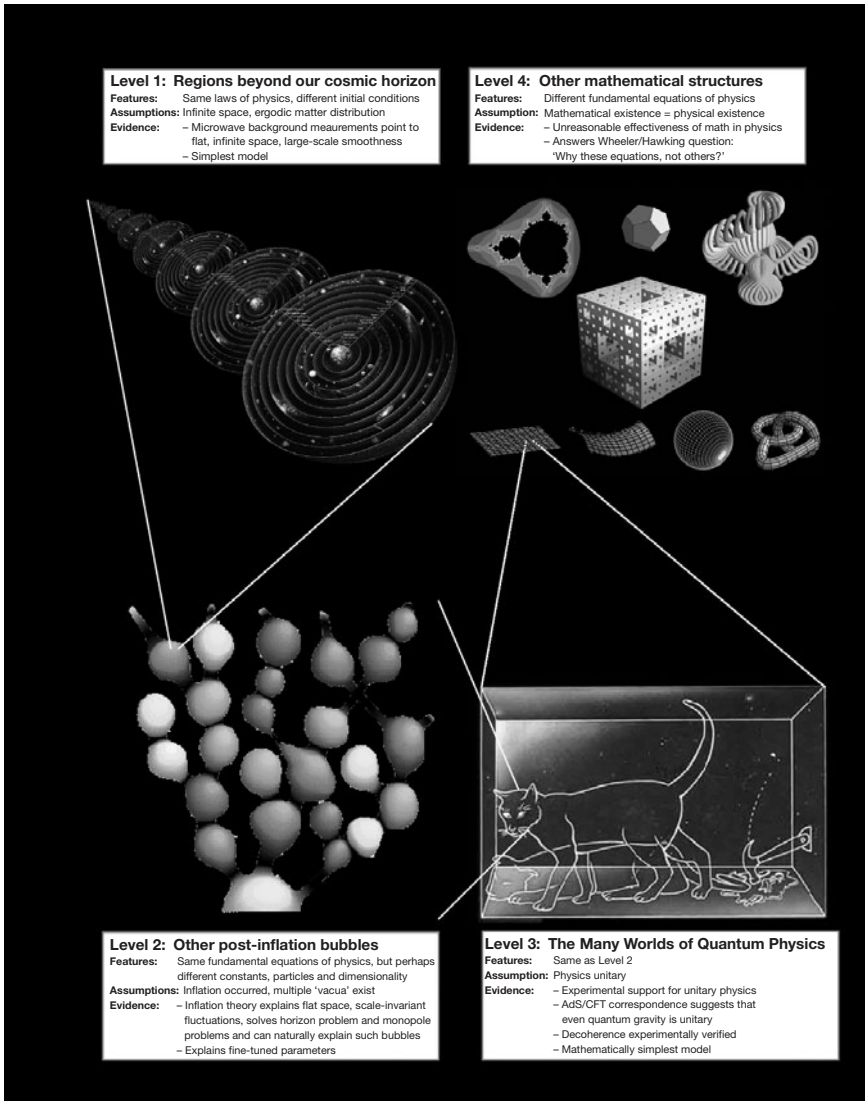 Level 1: Regions beyond our cosmic horizon
Features: Same laws of physics, different initial conditions
Assumptions: Infinite space, ergodic matter distribution
Evidence: – Microwave background meaurements point to
flat, infinite space, large-scale smoothness
– Simplest model
Level 4: Other mathematical structures
Features: Different fundamental equations of physics
Assumption: Mathematical existence = physical existence
Evidence: – Unreasonable effectiveness of math in physics
– Answers Wheeler/Hawking question:
‘Why these equations, not others?’
Level 2: Other post-inflation bubbles
Features: Same fundamental equations of physics, but perhaps
different constants, particles and dimensionality
Assumptions: Inflation occurred, multiple ‘vacua’ exist
Evidence: – Inflation theory explains flat space, scale-invariant
fluctuations, solves horizon problem and monopole
problems and can naturally explain such bubbles
– Explains fine-tuned parameters
Level 3: The Many Worlds of Quantum Physics
Features: Same as Level 2
Assumption: Physics unitary
Evidence: – Experimental support for unitary physics
– AdS/CFT correspondence suggests that
even quantum gravity is unitary
– Decoherence experimentally verified
– Mathematically simplest model